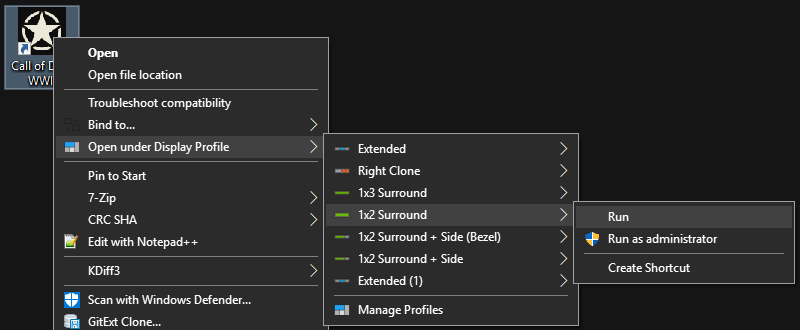 Call of D
WWI
Open
Open file location
Troubleshoot compatibility
Bind to...
Open under Display Profile
Pin to Start
7-Zip
CRC SHA
Edit with Notepad++
KDiff3
Scan with Windows Defender...
GitExt Clone...
Extended
Right Clone
1x3 Surround
1x2 Surround
1x2 Surround + Side (Bezel)
1x2 Surround + Side
Extended (1)
Manage Profiles
Run
Run as administrator
Create Shortcut